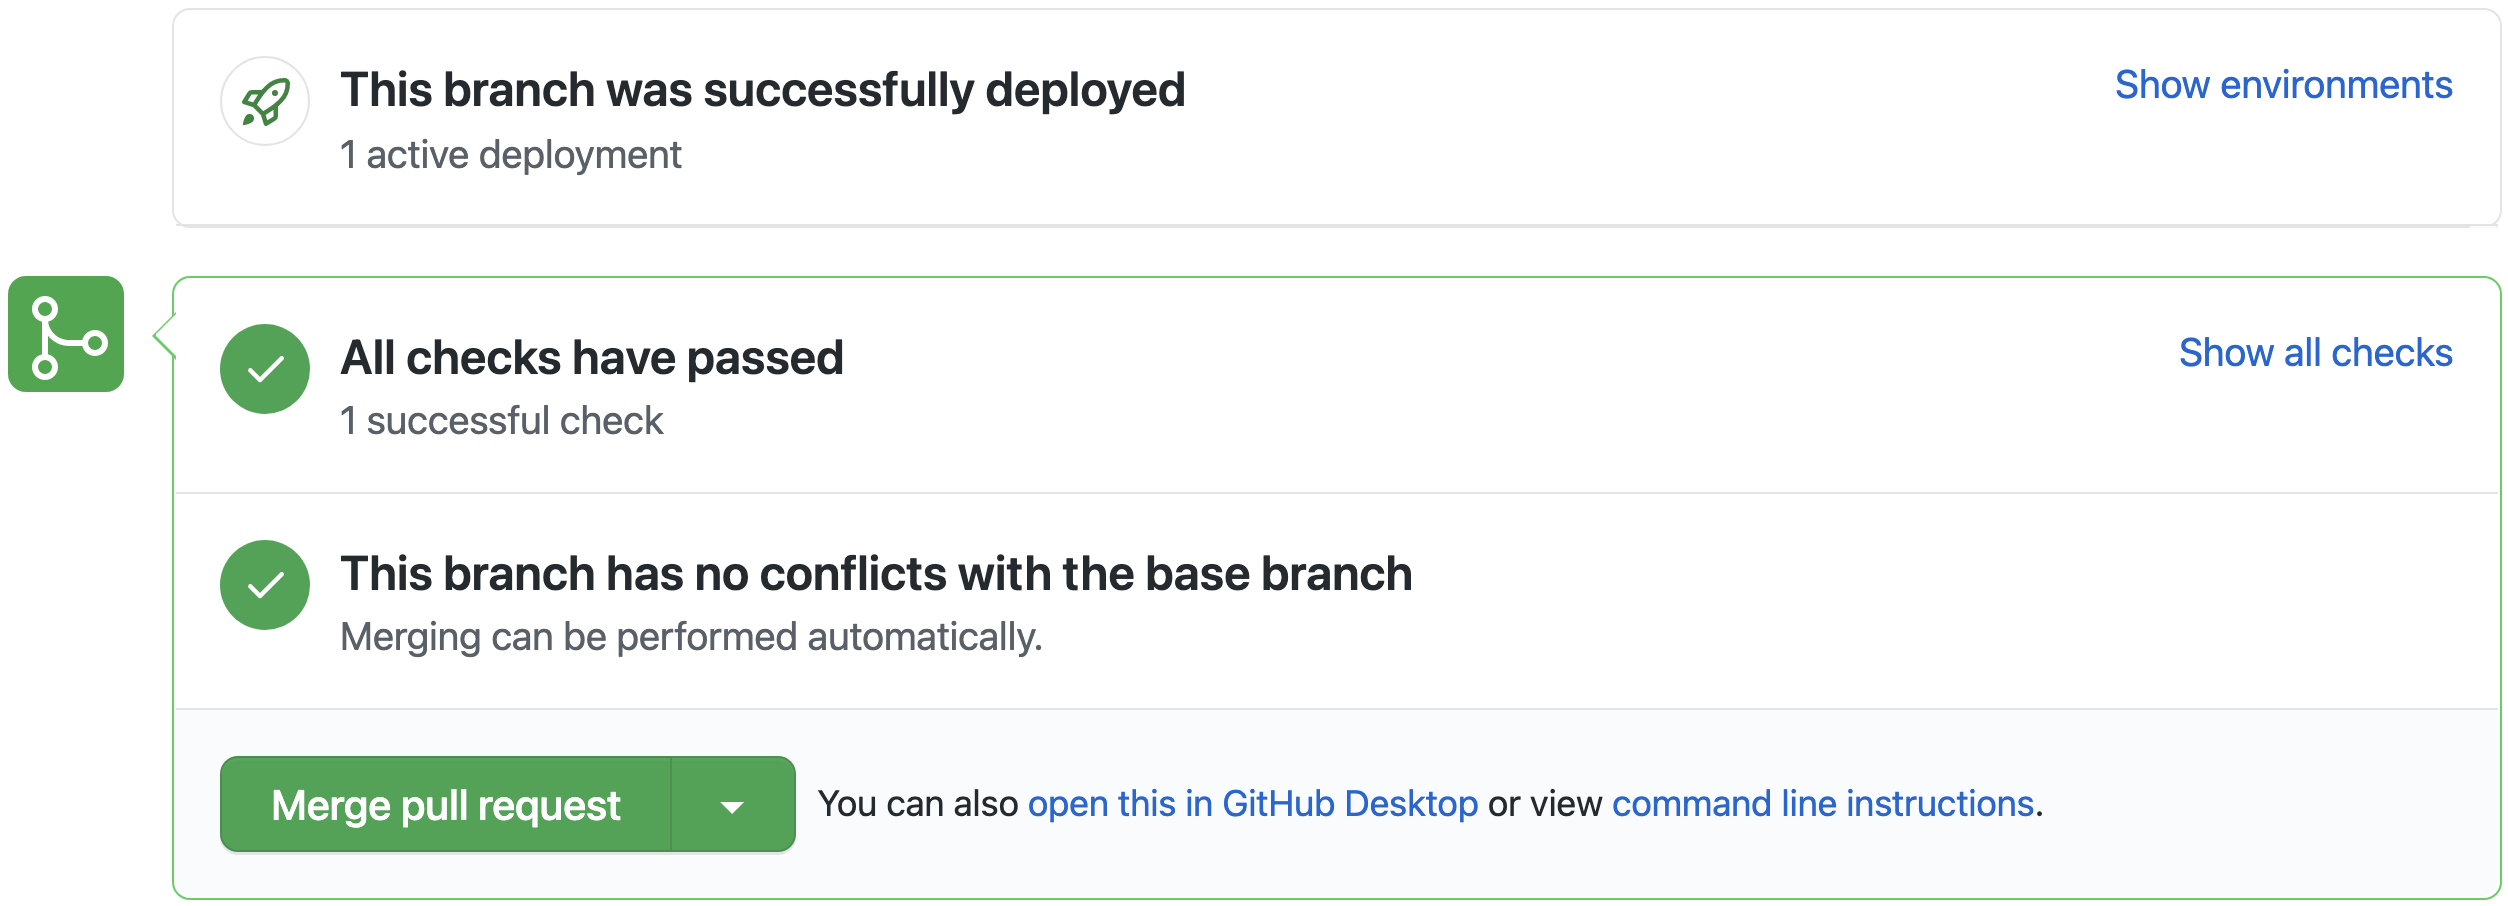 This branch was successfully deployed
Show environments
1 active deployment
All checks have passed
Show all checks
1 successful check
This branch has no conflicts with the base branch
Merging can be performed automatically.
Merge pull request
You can also open this in GitHub Desktop or view command line instructions.